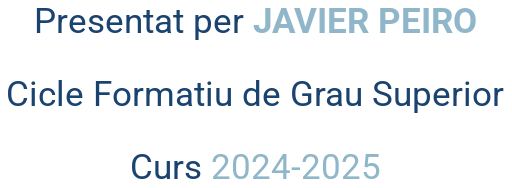 Presentat per JAVIER PEIRO
Cicle Formatiu de Grau Superior
Curs 2024-2025